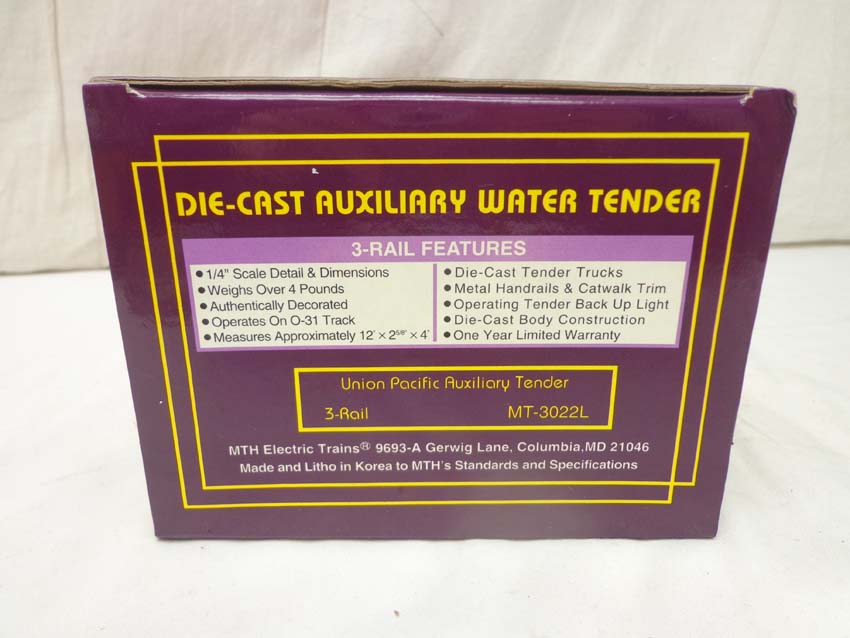 DIE-CAST AUXILIARY WATER TENDER
3-RAIL FEATURES
• 1/4" Scale Detail & Dimensions
• Weighs Over 4 Pounds
• Authentically Decorated
• Operates On O-31 Track
• Measures Approximately 12" × 2 5/8" × 4"
• Die-Cast Tender Trucks
• Metal Handrails & Catwalk Trim
• Operating Tender Back Up Light
• Die-Cast Body Construction
• One Year Limited Warranty
Union Pacific Auxiliary Tender
3-Rail MT-3022L
MTH Electric Trains® 9693-A Gerwig Lane, Columbia,MD 21046
Made and Litho in Korea to MTH's Standards and Specifications